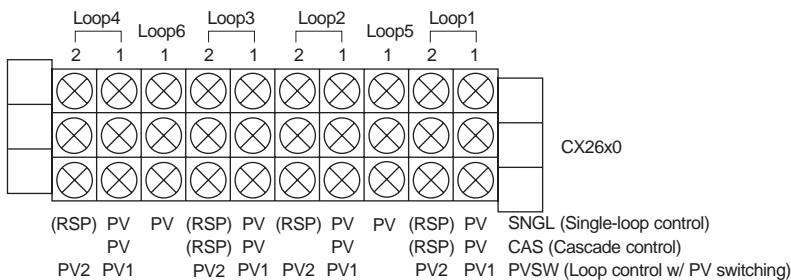 Loop4 Loop6 Loop3 Loop2 Loop5 Loop1
2 1 1 2 1 2 1 1 2 1
CX26x0
(RSP) PV PV (RSP) PV (RSP) PV PV (RSP) PV SNGL (Single-loop control)
PV (RSP) PV PV (RSP) PV CAS (Cascade control)
PV2 PV1 PV2 PV1 PV2 PV1 PV2 PV1 PVSW (Loop control w/ PV switching)